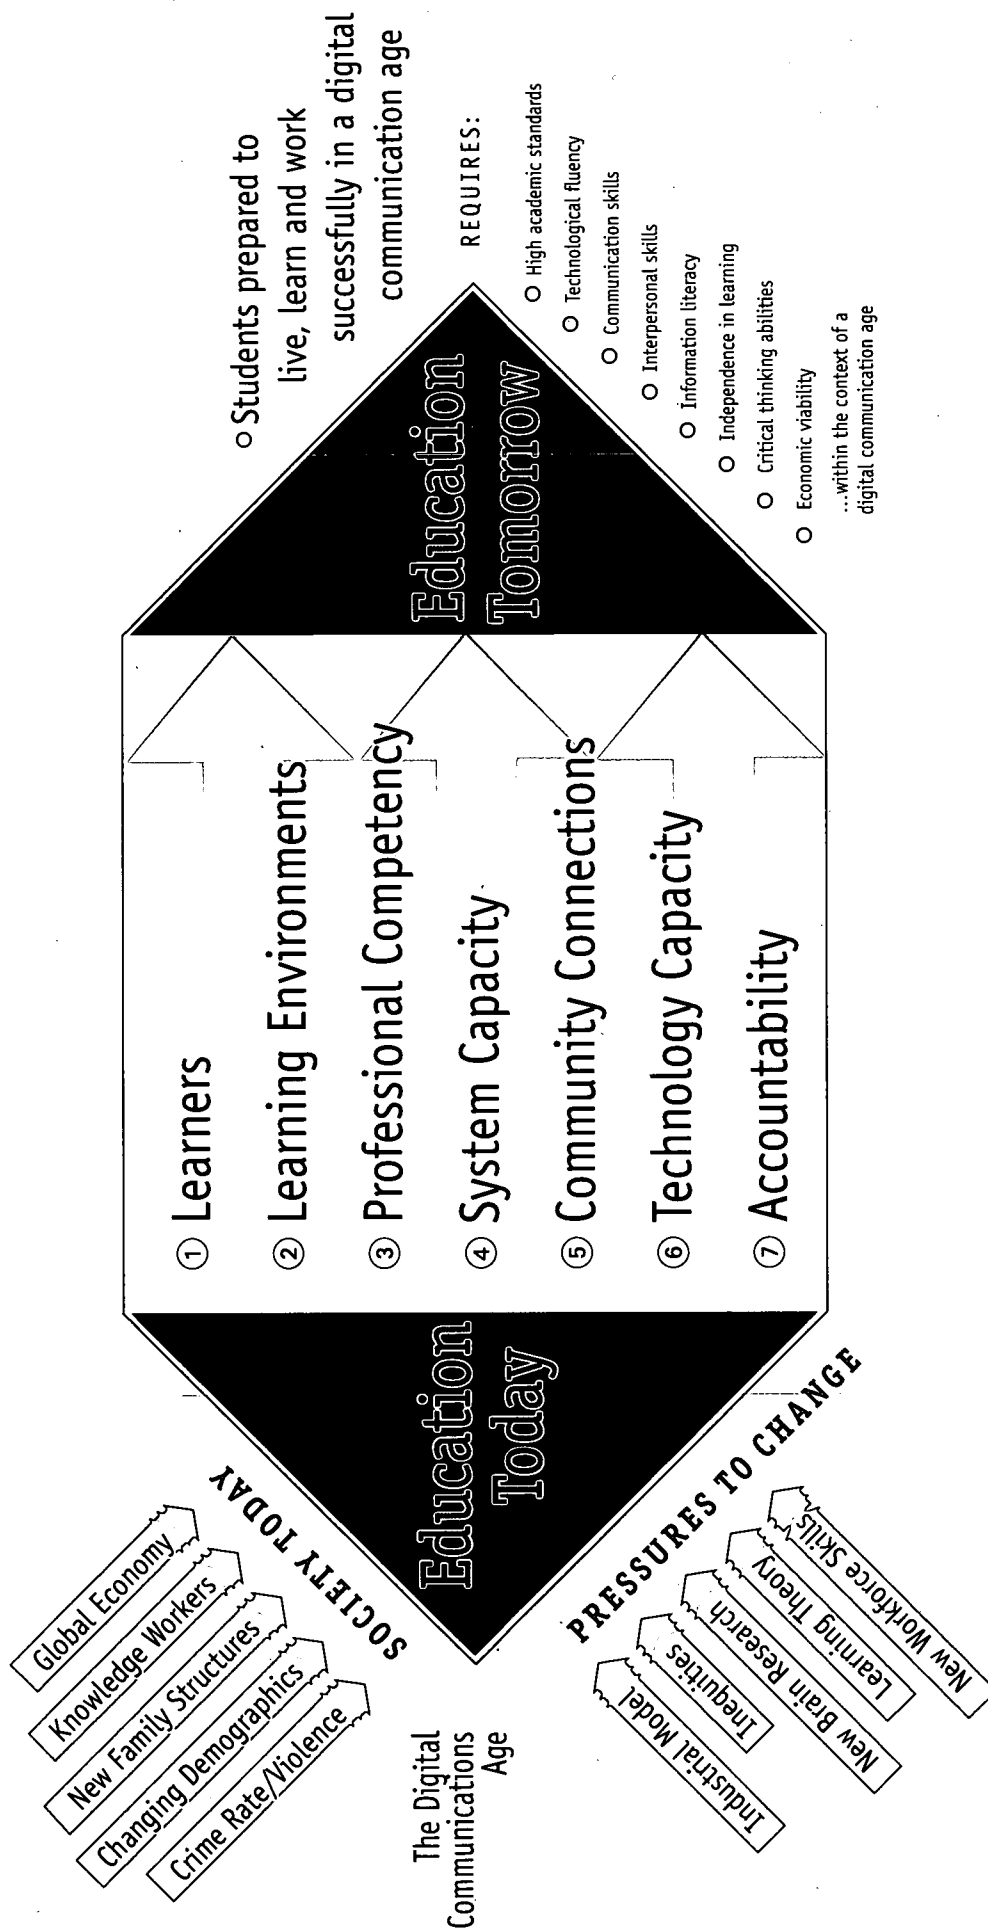 Global Economy
Knowledge Workers
New Family Structures
Changing Demographics
Crime Rate/Violence
SOCIETY TODAY
The Digital
Communications
Age
Industrial Model
Inequities
New Brain Research
Learning Theory
New Workforce Skills
PRESSURES TO CHANGE
Education
Today
① Learners
② Learning Environments
③ Professional Competency
④ System Capacity
⑤ Community Connections
⑥ Technology Capacity
⑦ Accountability
Education
Tomorrow
○ Students prepared to
live, learn and work
successfully in a digital
communication age
REQUIRES:
○ High academic standards
○ Technological fluency
○ Communication skills
○ Interpersonal skills
○ Information literacy
○ Independence in learning
○ Critical thinking abilities
○ Economic viability
...within the context of a
digital communication age